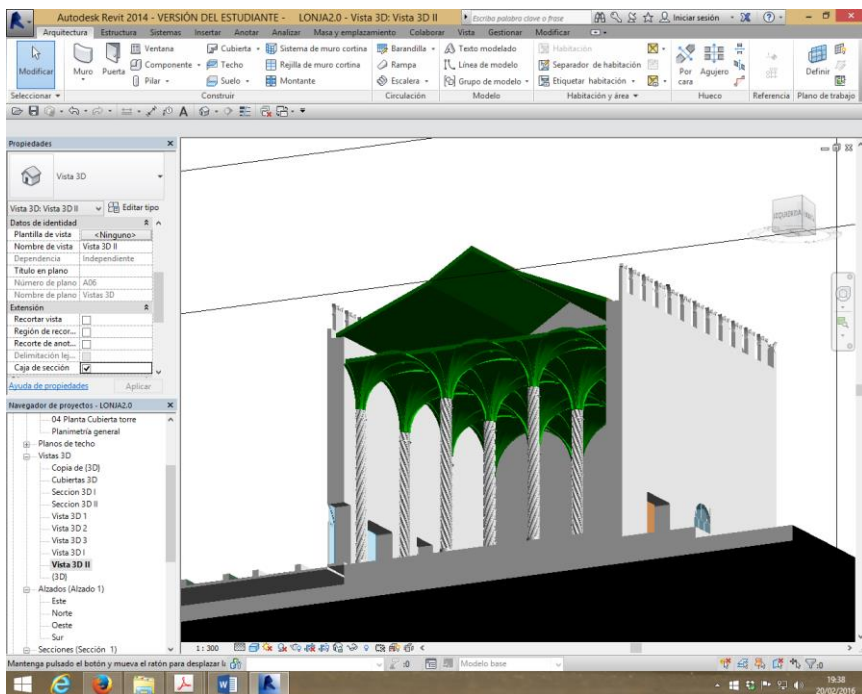 Autodesk Revit 2014 - VERSIÓN DEL ESTUDIANTE - LONJA2.0 - Vista 3D: Vista 3D II
Escriba palabra clave o frase
Iniciar sesión
Arquitectura Estructura Sistemas Insertar Anotar Analizar Masa y emplazamiento Colaborar Vista Gestionar Modificar
Modificar
Muro
Puerta
Ventana
Componente
Pilar
Cubierta
Techo
Suelo
Sistema de muro cortina
Rejilla de muro cortina
Montante
Barandilla
Rampa
Escalera
Texto modelado
Línea de modelo
Grupo de modelo
Habitación
Separador de habitación
Etiquetar habitación
Por cara
Agujero
Definir
Seleccionar
Construir
Circulación
Modelo
Habitación y área
Hueco
Referencia
Plano de trabajo
Propiedades
Vista 3D
Vista 3D: Vista 3D II
Editar tipo
Datos de identidad
Plantilla de vista <Ninguno>
Nombre de vista Vista 3D II
Dependencia Independiente
Título en plano
Número de plano A06
Nombre de plano Vistas 3D
Extensión
Recortar vista
Región de recor...
Recorte de anot...
Delimitación lej...
Caja de sección
Ayuda de propiedades
Aplicar
Navegador de proyectos - LONJA2.0
04 Planta Cubierta torre
Planimetría general
Planos de techo
Vistas 3D
Copia de {3D}
Cubiertas 3D
Seccion 3D I
Seccion 3D II
Vista 3D 1
Vista 3D 2
Vista 3D 3
Vista 3D I
Vista 3D II
{3D}
Alzados (Alzado 1)
Este
Norte
Oeste
Sur
Secciones (Sección 1)
IZQUIERDA
1 : 300
Mantenga pulsado el botón y mueva el ratón para desplazar l
:0
Modelo base
:0
19:38
20/02/2016